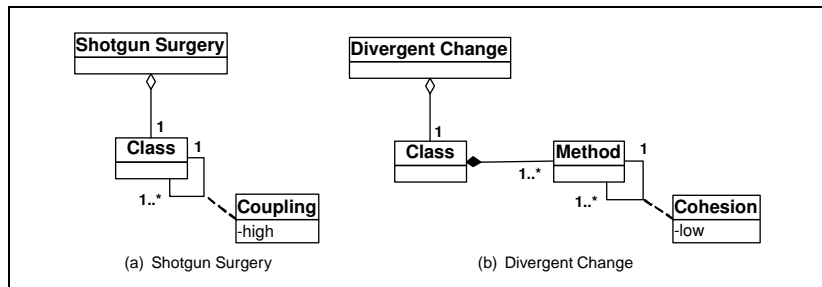 Shotgun Surgery
1
Class
1
1..*
Coupling
-high
(a) Shotgun Surgery
Divergent Change
1
Class
1..*
Method
1
1..*
Cohesion
-low
(b) Divergent Change